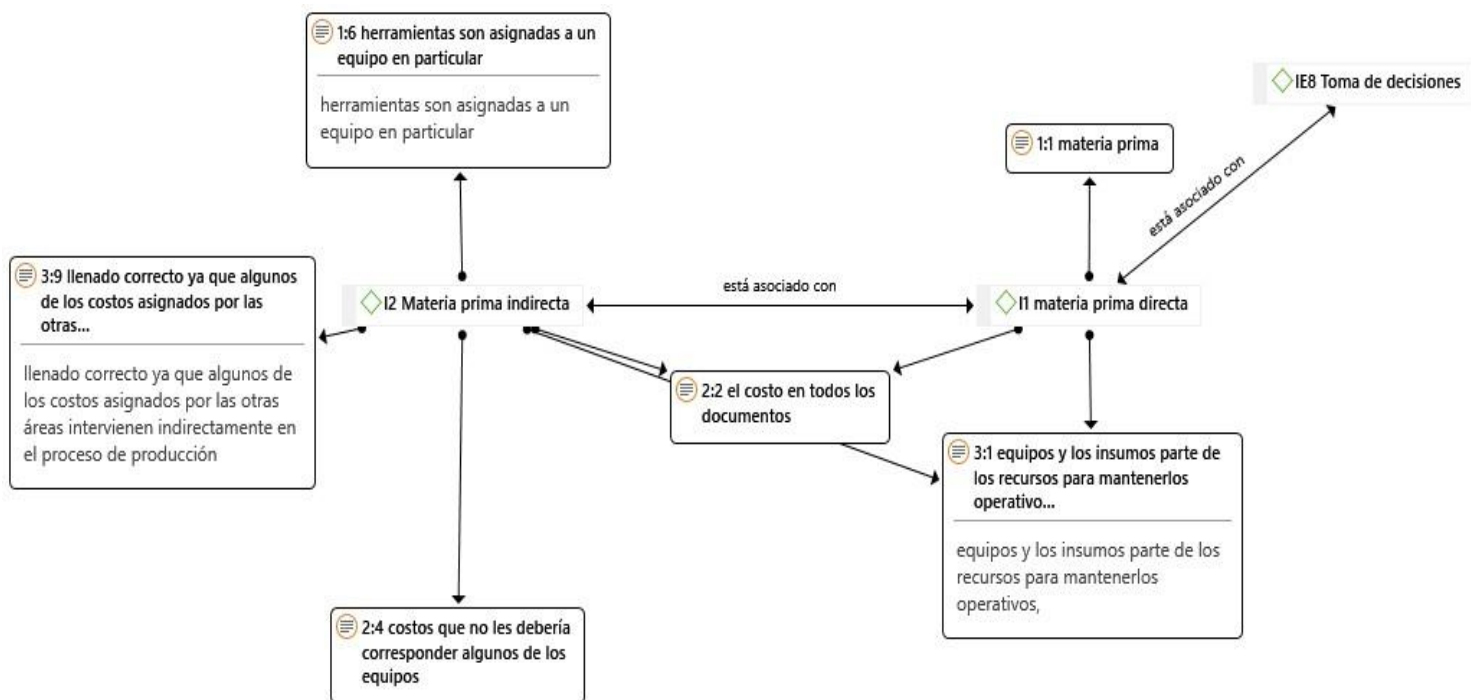 1:6 herramientas son asignadas a un
equipo en particular
herramientas son asignadas a un
equipo en particular
IE8 Toma de decisiones
1:1 materia prima
está asociado con
3:9 llenado correcto ya que algunos
de los costos asignados por las
otras...
llenado correcto ya que algunos de
los costos asignados por las otras
áreas intervienen indirectamente en
el proceso de producción
I2 Materia prima indirecta
está asociado con
I1 materia prima directa
2:2 el costo en todos los
documentos
3:1 equipos y los insumos parte de
los recursos para mantenerlos
operativo...
equipos y los insumos parte de los
recursos para mantenerlos
operativos,
2:4 costos que no les debería
corresponder algunos de los
equipos